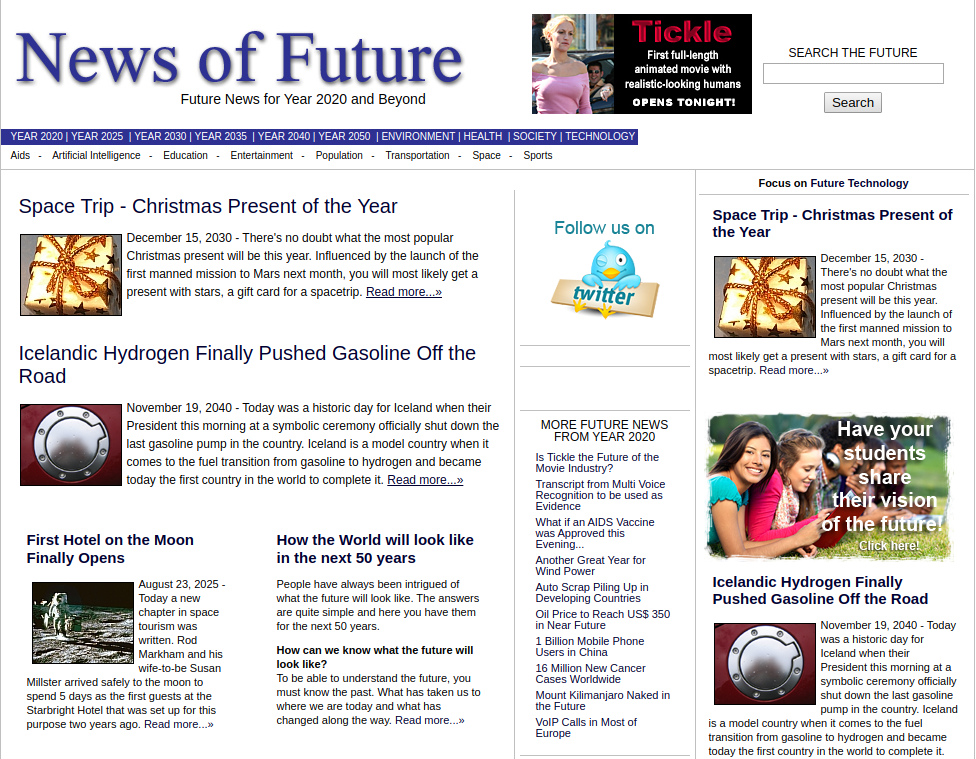 News of Future
Future News for Year 2020 and Beyond
Tickle
First full-length
animated movie with
realistic-looking humans
OPENS TONIGHT!
SEARCH THE FUTURE
Search
YEAR 2020 | YEAR 2025 | YEAR 2030 | YEAR 2035 | YEAR 2040 | YEAR 2050 | ENVIRONMENT | HEALTH | SOCIETY | TECHNOLOGY
Aids - Artificial Intelligence - Education - Entertainment - Population - Transportation - Space - Sports
Space Trip - Christmas Present of the Year
December 15, 2030 - There's no doubt what the most popular
Christmas present will be this year. Influenced by the launch of the
first manned mission to Mars next month, you will most likely get a
present with stars, a gift card for a spacetrip. Read more...»
Icelandic Hydrogen Finally Pushed Gasoline Off the
Road
November 19, 2040 - Today was a historic day for Iceland when their
President this morning at a symbolic ceremony officially shut down the
last gasoline pump in the country. Iceland is a model country when it
comes to the fuel transition from gasoline to hydrogen and became
today the first country in the world to complete it. Read more...»
First Hotel on the Moon
Finally Opens
August 23, 2025 -
Today a new
chapter in space
tourism was
written. Rod
Markham and his
wife-to-be Susan
Millster arrived safely to the moon to
spend 5 days as the first guests at the
Starbright Hotel that was set up for this
purpose two years ago. Read more...»
How the World will look like
in the next 50 years
People have always been intrigued of
what the future will look like. The answers
are quite simple and here you have them
for the next 50 years.
How can we know what the future will
look like?
To be able to understand the future, you
must know the past. What has taken us to
where we are today and what has
changed along the way. Read more...»
Follow us on
twitter
MORE FUTURE NEWS
FROM YEAR 2020
Is Tickle the Future of the
Movie Industry?
Transcript from Multi Voice
Recognition to be used as
Evidence
What if an AIDS Vaccine
was Approved this
Evening...
Another Great Year for
Wind Power
Auto Scrap Piling Up in
Developing Countries
Oil Price to Reach US$ 350
in Near Future
1 Billion Mobile Phone
Users in China
16 Million New Cancer
Cases Worldwide
Mount Kilimanjaro Naked in
the Future
VoIP Calls in Most of
Europe
Focus on Future Technology
Space Trip - Christmas Present of
the Year
December 15, 2030 -
There's no doubt what the
most popular Christmas
present will be this year.
Influenced by the launch of
the first manned mission to
Mars next month, you will
most likely get a present with stars, a gift card for a
spacetrip. Read more...»
Have your
students
share
their vision
of the future!
Click here!
Icelandic Hydrogen Finally
Pushed Gasoline Off the Road
November 19, 2040 - Today
was a historic day for
Iceland when their
President this morning at a
symbolic ceremony officially
shut down the last gasoline
pump in the country. Iceland
is a model country when it comes to the fuel
transition from gasoline to hydrogen and became
today the first country in the world to complete it.